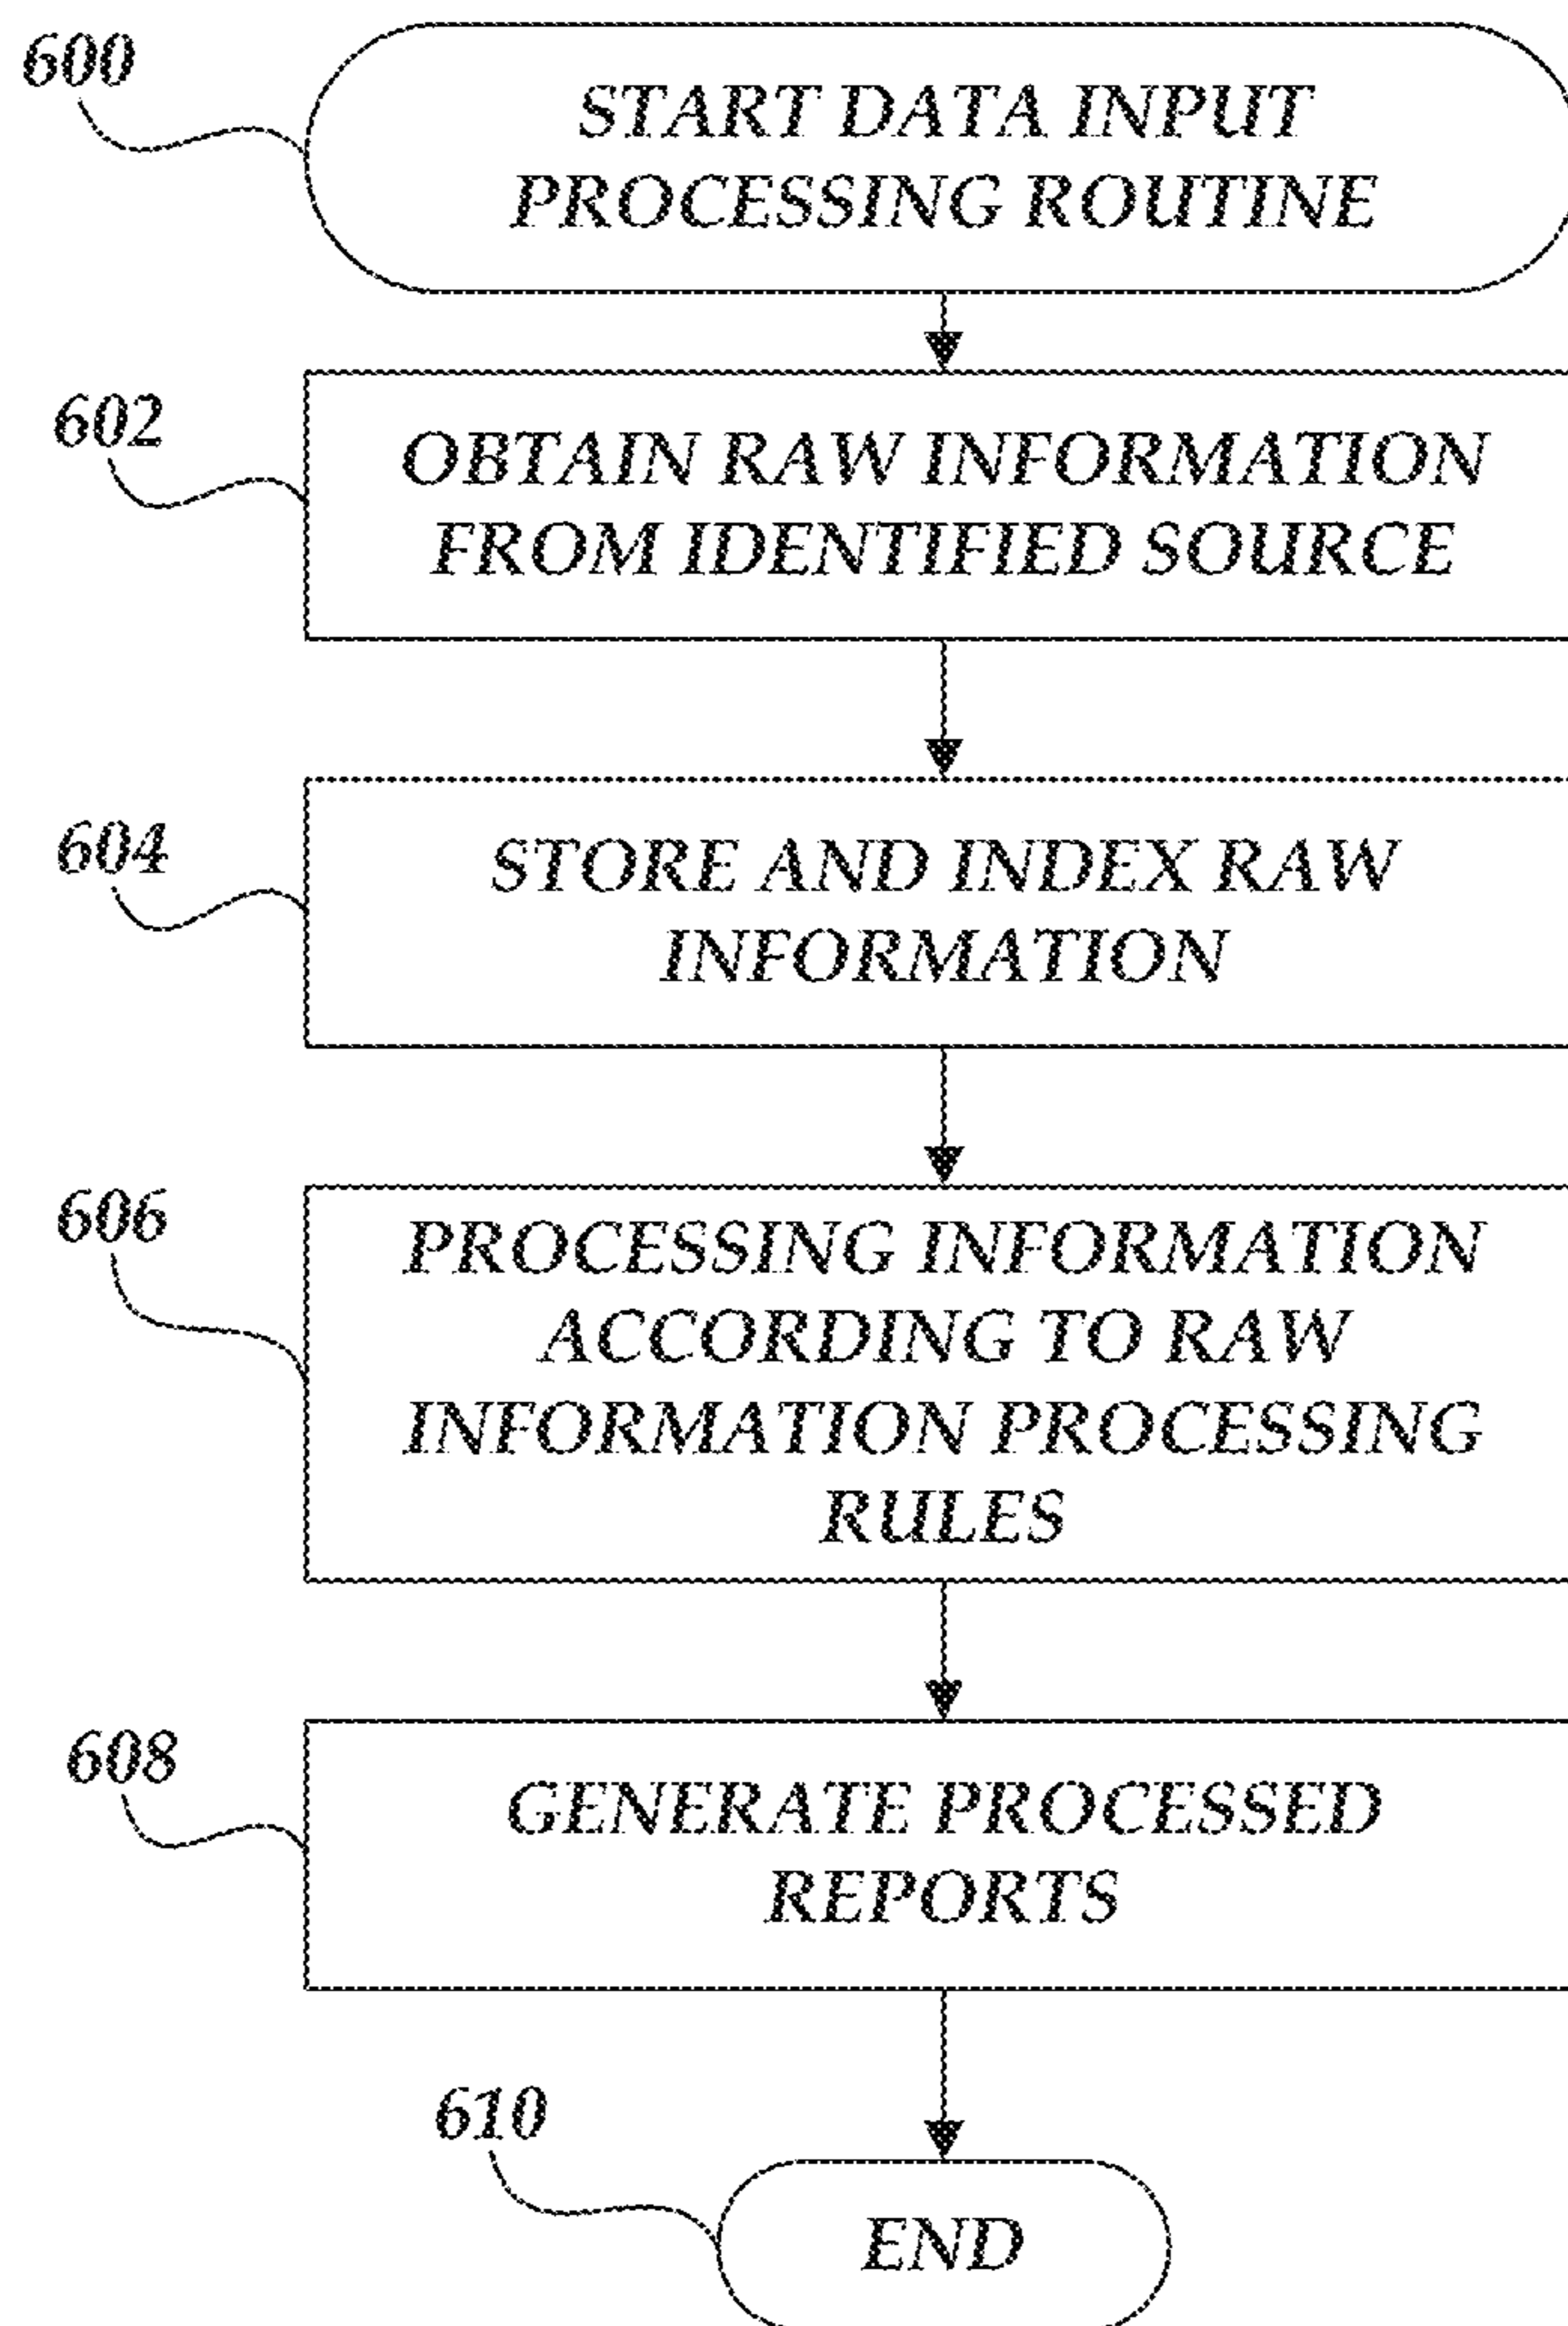 600
START DATA INPUT
PROCESSING ROUTINE
602
OBTAIN RAW INFORMATION
FROM IDENTIFIED SOURCE
604
STORE AND INDEX RAW
INFORMATION
606
PROCESSING INFORMATION
ACCORDING TO RAW
INFORMATION PROCESSING
RULES
608
GENERATE PROCESSED
REPORTS
610
END